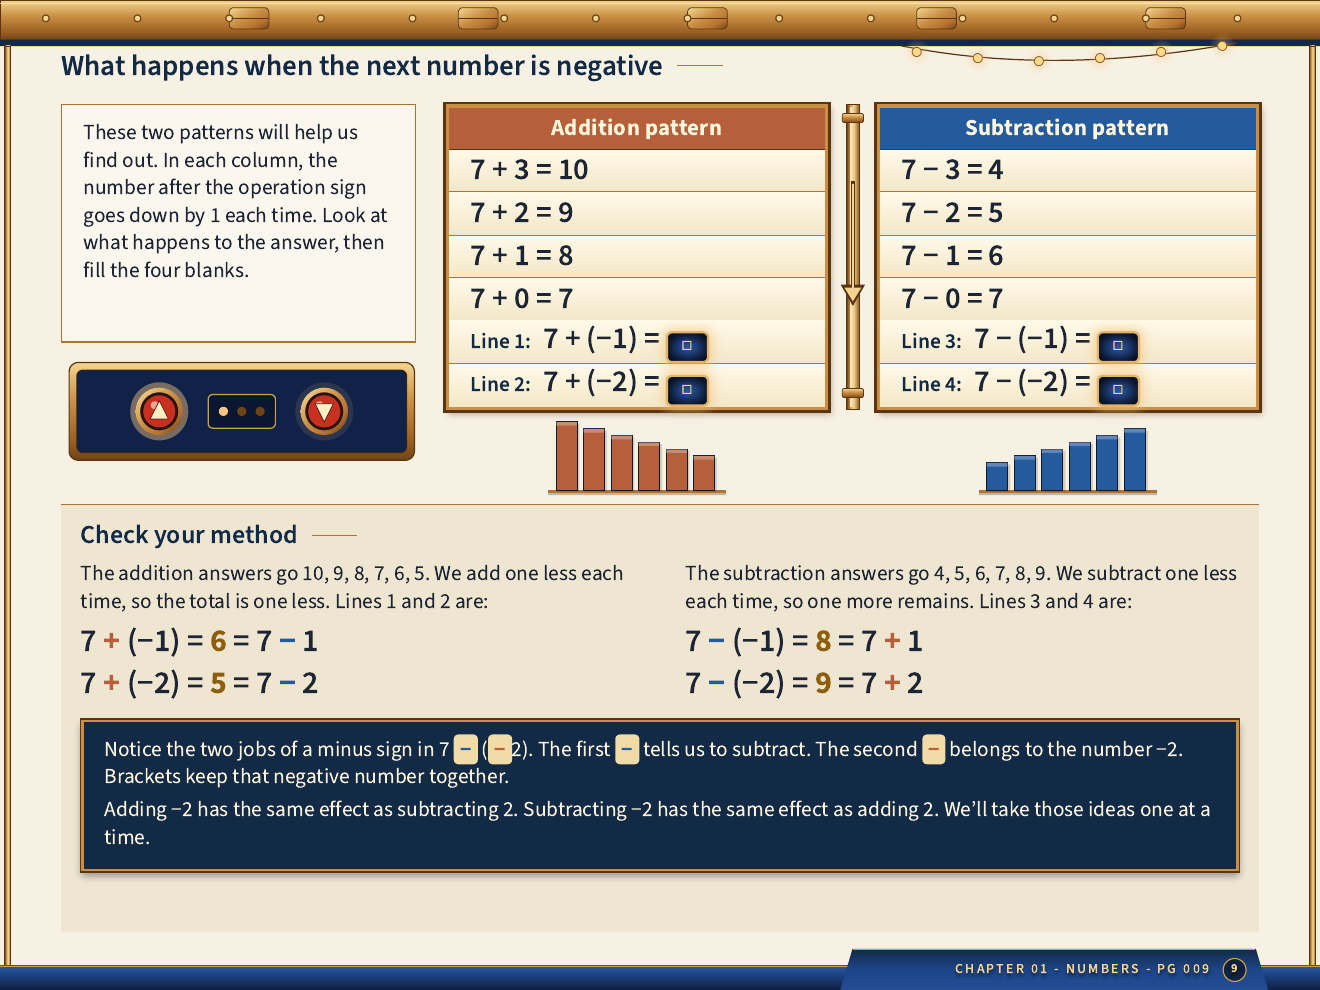 What happens when the next number is negative
These two patterns will help us
find out. In each column, the
number after the operation sign
goes down by 1 each time. Look at
what happens to the answer, then
fill the four blanks.
Addition pattern
7 + 3 = 10
7 + 2 = 9
7 + 1 = 8
7 + 0 = 7
Line 1: 7 + (−1) = □
Line 2: 7 + (−2) = □
Subtraction pattern
7 − 3 = 4
7 − 2 = 5
7 − 1 = 6
7 − 0 = 7
Line 3: 7 − (−1) = □
Line 4: 7 − (−2) = □
Check your method
The addition answers go 10, 9, 8, 7, 6, 5. We add one less each
time, so the total is one less. Lines 1 and 2 are:
7 + (−1) = 6 = 7 − 1
7 + (−2) = 5 = 7 − 2
The subtraction answers go 4, 5, 6, 7, 8, 9. We subtract one less
each time, so one more remains. Lines 3 and 4 are:
7 − (−1) = 8 = 7 + 1
7 − (−2) = 9 = 7 + 2
Notice the two jobs of a minus sign in 7 − (−2). The first − tells us to subtract. The second − belongs to the number −2.
Brackets keep that negative number together.
Adding −2 has the same effect as subtracting 2. Subtracting −2 has the same effect as adding 2. We’ll take those ideas one at a
time.
CHAPTER 01 - NUMBERS - PG 009 9